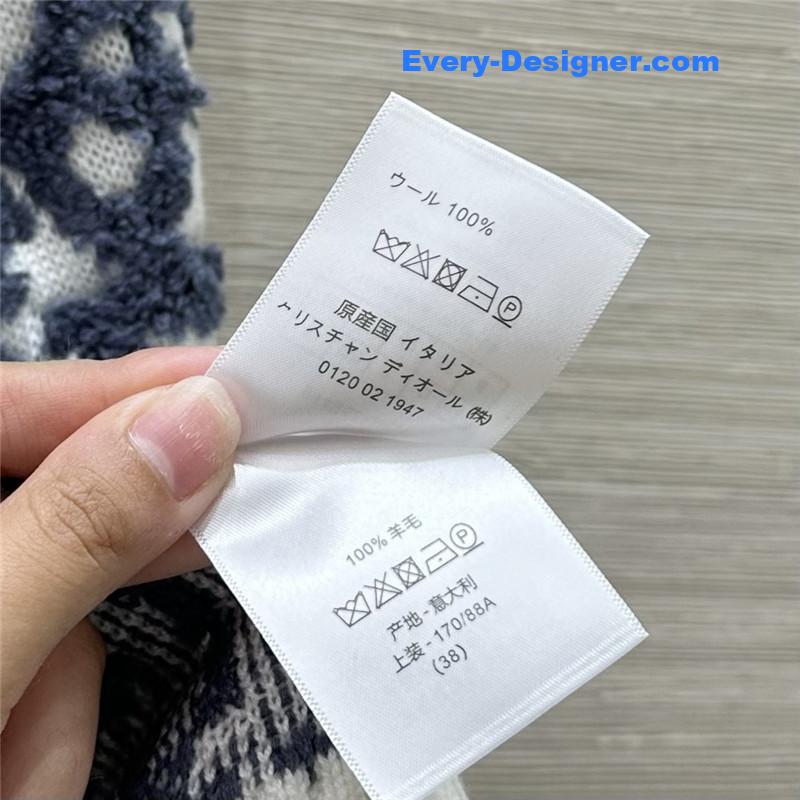 Every-Designer.com
ウール 100%
P
原産国 イタリア
クリスチャン ディオール (株)
0120 02 1947
100% 羊毛
P
产地 - 意大利
上装 - 170/88A
(38)